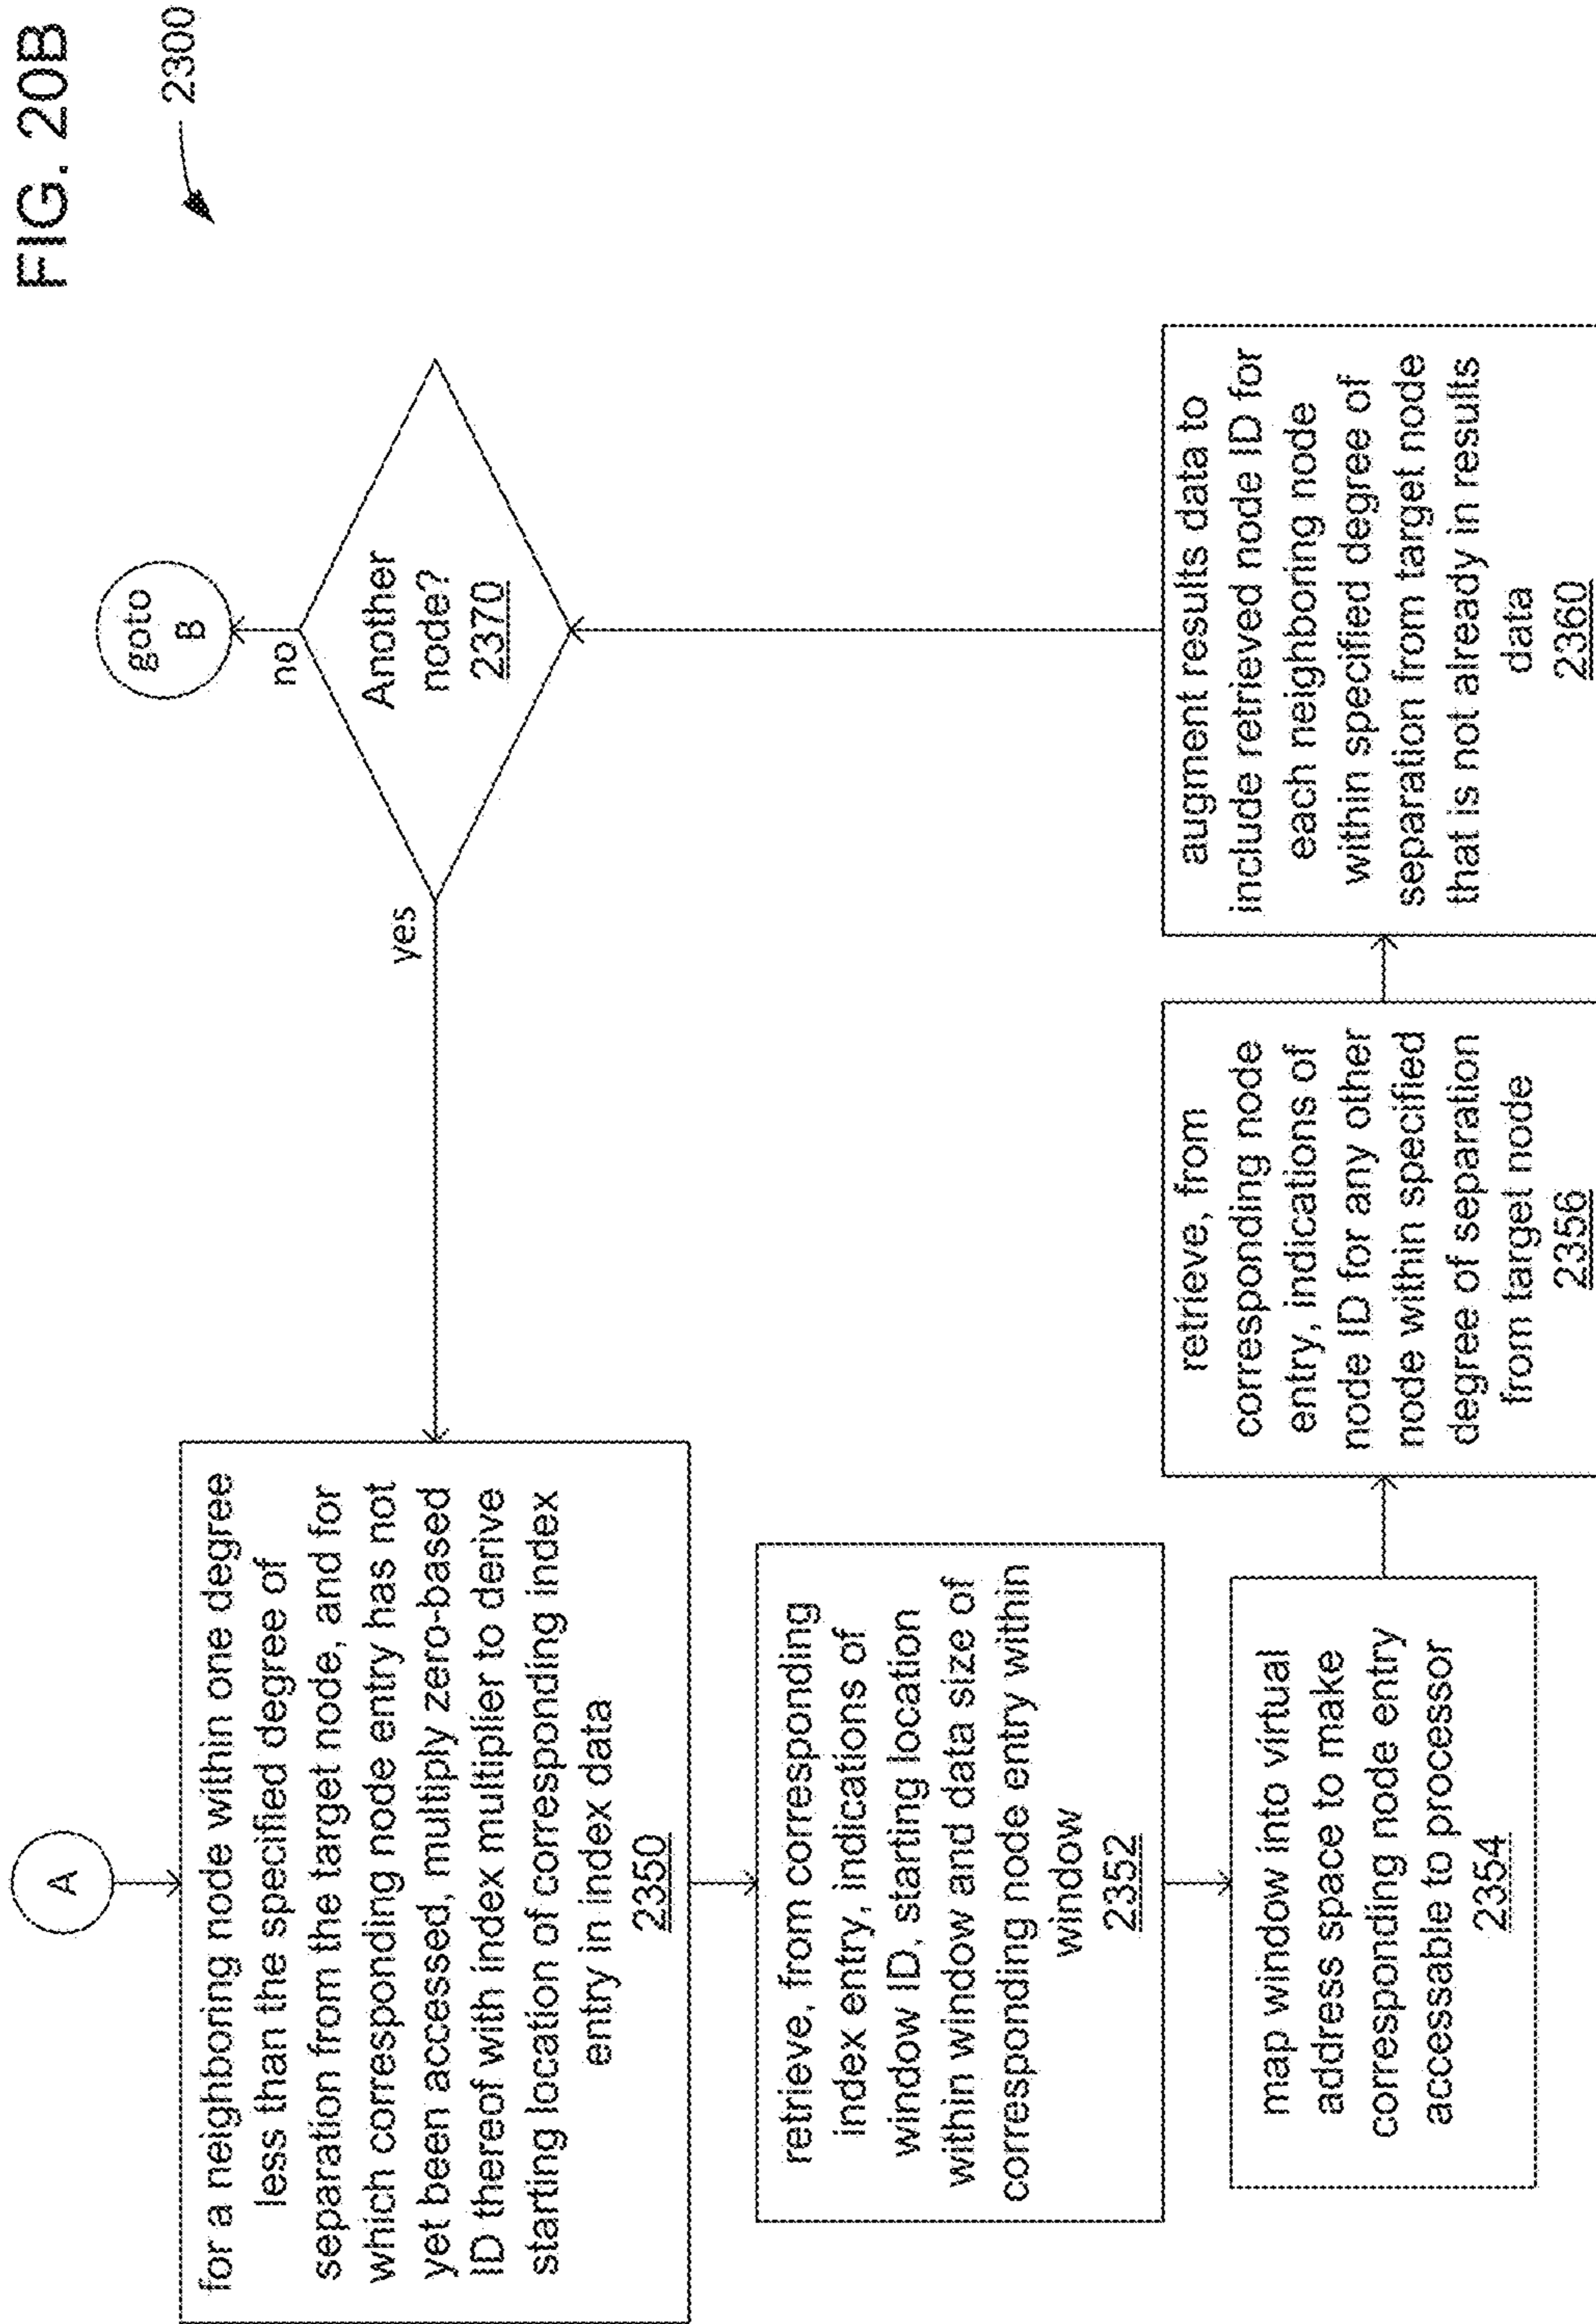 FIG. 20B
2300
A
for a neighboring node within one degree
less than the specified degree of
separation from the target node, and for
which corresponding node entry has not
yet been accessed, multiply zero-based
ID thereof with index multiplier to derive
starting location of corresponding index
entry in index data
2350
retrieve, from corresponding
index entry, indications of
window ID, starting location
within window and data size of
corresponding node entry within
window
2352
map window into virtual
address space to make
corresponding node entry
accessable to processor
2354
retrieve, from
corresponding node
entry, indications of
node ID for any other
node within specified
degree of separation
from target node
2356
augment results data to
include retrieved node ID for
each neighboring node
within specified degree of
separation from target node
that is not already in results
data
2360
Another
node?
2370
yes
no
goto
B